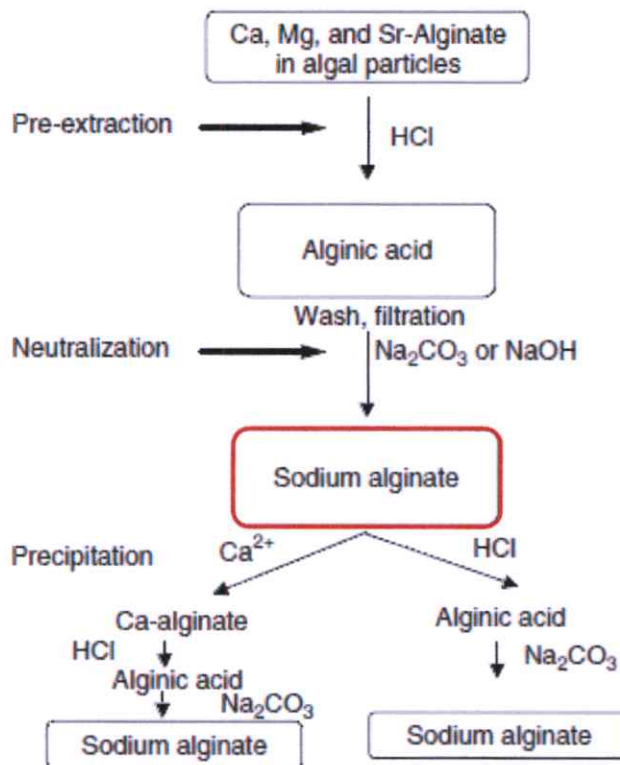 Ca, Mg, and Sr-Alginate
in algal particles
Pre-extraction
HCl
Alginic acid
Wash, filtration
Neutralization
Na₂CO₃ or NaOH
Sodium alginate
Precipitation
Ca²⁺
HCl
Ca-alginate
Alginic acid
HCl
Na₂CO₃
Alginic acid
Na₂CO₃
Sodium alginate
Sodium alginate